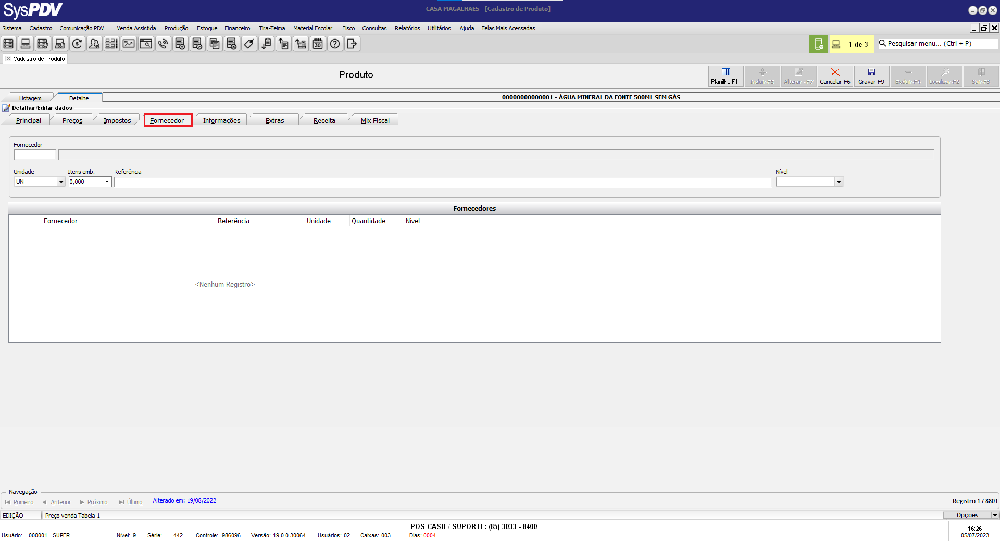 SysPDV
CASA MAGALHAES - [Cadastro de Produto]
Sistema Cadastro Comunicação PDV Venda Assistida Produção Estoque Financeiro Tira-Teima Material Escolar Fisco Consultas Relatórios Utilitários Ajuda Telas Mais Acessadas
30 1 de 3 Pesquisar menu... (Ctrl + P)
Cadastro de Produto
Produto
Planilha-F11 Incluir-F5 Alterar - F7 Cancelar-F6 Gravar-F9 Excluir-F4 Localizar-F2 Sair-F8
Listagem Detalhe 00000000000001 - ÁGUA MINERAL DA FONTE 500ML SEM GÁS
Detalhar/Editar dados
Principal Preços Impostos Fornecedor Informações Extras Receita Mix Fiscal
Fornecedor
____
Unidade Itens emb. Referência Nível
UN 0,000
Fornecedores
Fornecedor Referência Unidade Quantidade Nível
<Nenhum Registro>
Navegação
Primeiro Anterior Próximo Último Alterado em: 19/08/2022 Registro 1 / 8801
EDIÇÃO Preço venda Tabela 1 Opções
POS CASH / SUPORTE: (85) 3033 - 8400
Usuário: 000001 - SUPER Nível: 9 Série: 442 Controle: 986096 Versão: 19.0.0.30064 Usuários: 02 Caixas: 003 Dias: 0004
16:26
05/07/2023